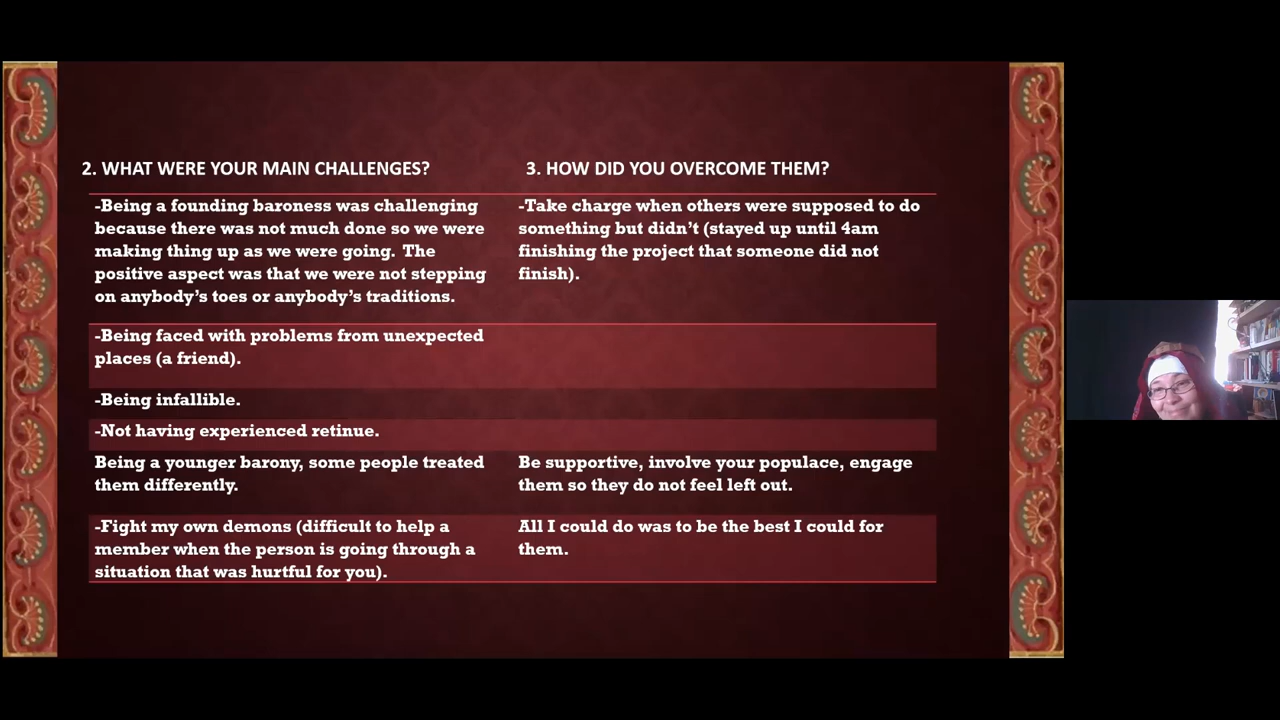 2. WHAT WERE YOUR MAIN CHALLENGES?
3. HOW DID YOU OVERCOME THEM?
-Being a founding baroness was challenging
because there was not much done so we were
making thing up as we were going. The
positive aspect was that we were not stepping
on anybody’s toes or anybody’s traditions.
-Take charge when others were supposed to do
something but didn’t (stayed up until 4am
finishing the project that someone did not
finish).
-Being faced with problems from unexpected
places (a friend).
-Being infallible.
-Not having experienced retinue.
Being a younger barony, some people treated
them differently.
Be supportive, involve your populace, engage
them so they do not feel left out.
-Fight my own demons (difficult to help a
member when the person is going through a
situation that was hurtful for you).
All I could do was to be the best I could for
them.